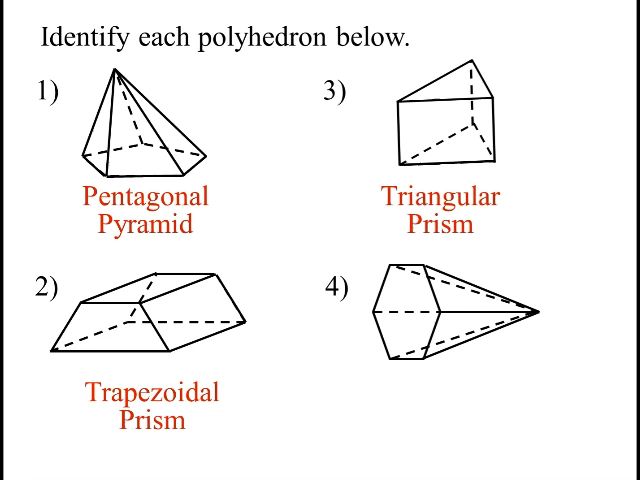 Identify each polyhedron below.
1)
Pentagonal
Pyramid
3)
Triangular
Prism
2)
Trapezoidal
Prism
4)